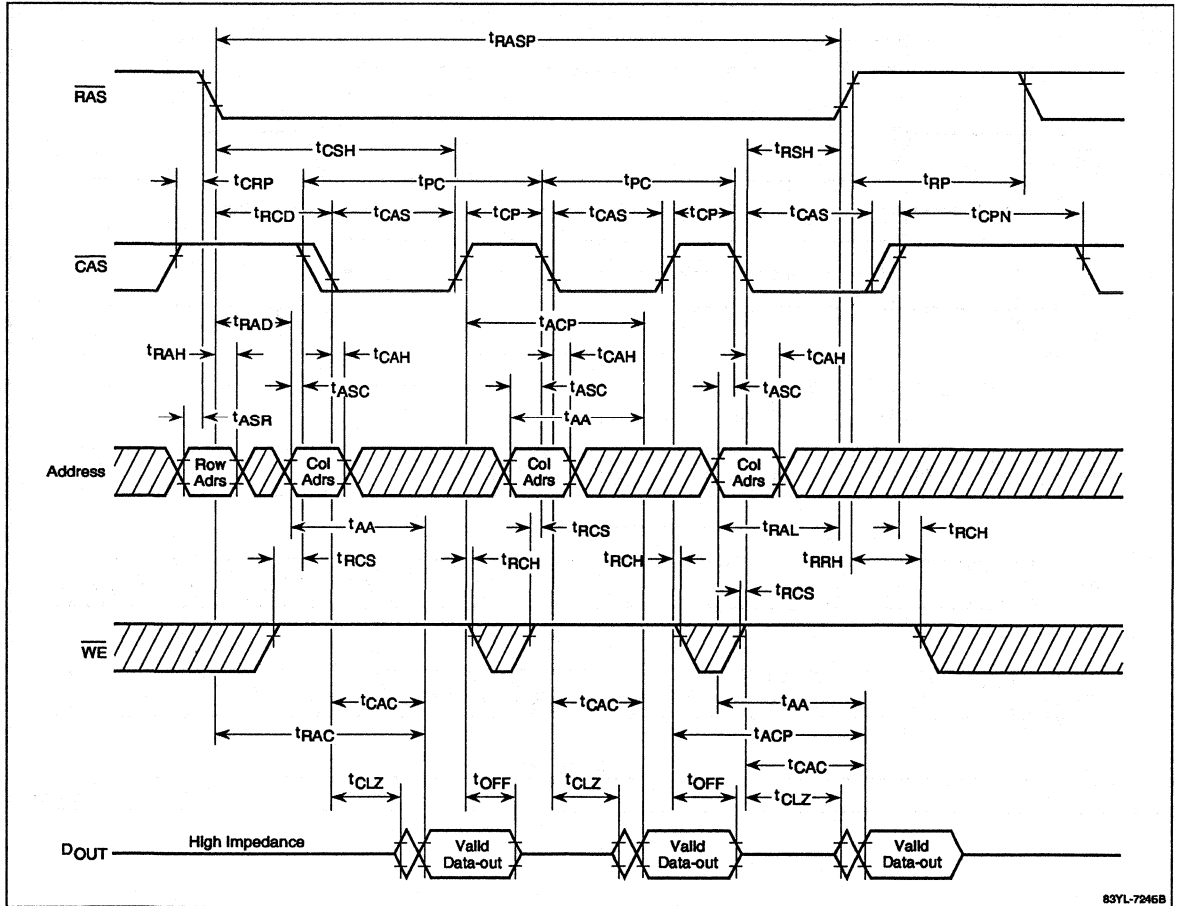 tRASP
RAS
tCSH
tRSH
tCRP
tPC
tPC
tRP
tRCD
tCAS
tCP
tCAS
tCP
tCAS
tCPN
CAS
tRAD
tACP
tRAH
tCAH
tCAH
tCAH
tASC
tASC
tASC
tASR
tAA
Address
Row
Adrs
Col
Adrs
Col
Adrs
Col
Adrs
tAA
tRCS
tRAL
tRCH
tRCS
tRCH
tRCH
tRRH
tRCS
WE
tCAC
tCAC
tAA
tRAC
tACP
tCAC
tCLZ
tOFF
tCLZ
tOFF
tCLZ
DOUT
High Impedance
Valid
Data-out
Valid
Data-out
Valid
Data-out
83YL-7246B